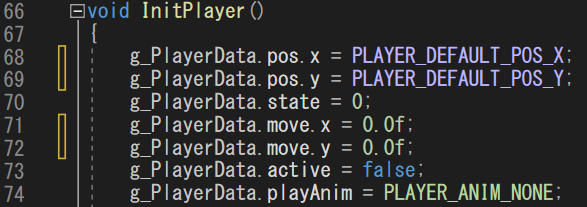 66 void InitPlayer()
67 {
68 g_PlayerData.pos.x = PLAYER_DEFAULT_POS_X;
69 g_PlayerData.pos.y = PLAYER_DEFAULT_POS_Y;
70 g_PlayerData.state = 0;
71 g_PlayerData.move.x = 0.0f;
72 g_PlayerData.move.y = 0.0f;
73 g_PlayerData.active = false;
74 g_PlayerData.playAnim = PLAYER_ANIM_NONE;